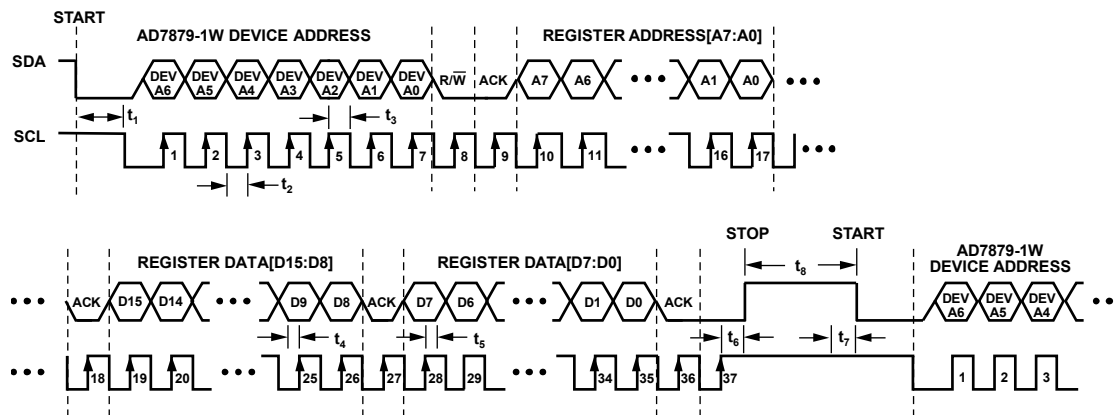 START
AD7879-1W DEVICE ADDRESS
REGISTER ADDRESS[A7:A0]
SDA
DEV A6 DEV A5 DEV A4 DEV A3 DEV A2 DEV A1 DEV A0 R/W̅ ACK A7 A6 ••• A1 A0 •••
t1 t3
SCL
1 2 3 4 5 6 7 8 9 10 11 ••• 16 17 •••
t2
STOP START
REGISTER DATA[D15:D8]
REGISTER DATA[D7:D0]
t8
AD7879-1W
DEVICE ADDRESS
••• ACK D15 D14 ••• D9 D8 ACK D7 D6 ••• D1 D0 ACK DEV A6 DEV A5 DEV A4 •••
t4 t5 t6 t7
••• 18 19 20 ••• 25 26 27 28 29 ••• 34 35 36 37 1 2 3